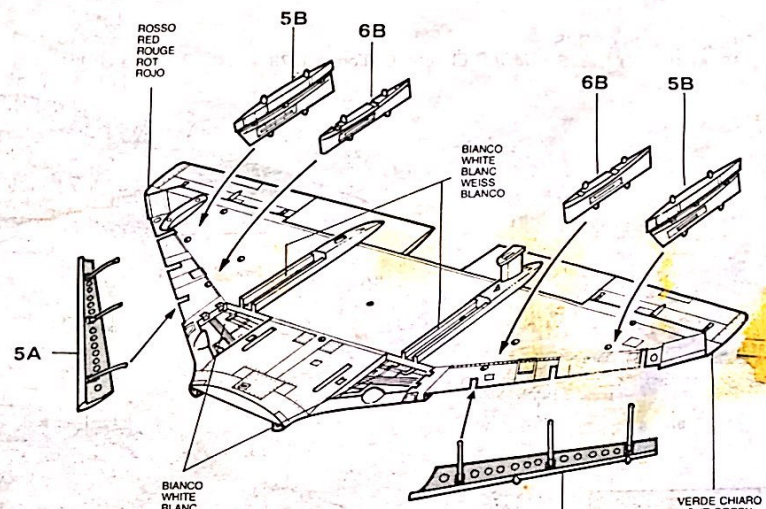 ROSSO
RED
ROUGE
ROT
ROJO
5B
6B
6B
5B
BIANCO
WHITE
BLANC
WEISS
BLANCO
5A
BIANCO
WHITE
BLANC
VERDE CHIARO